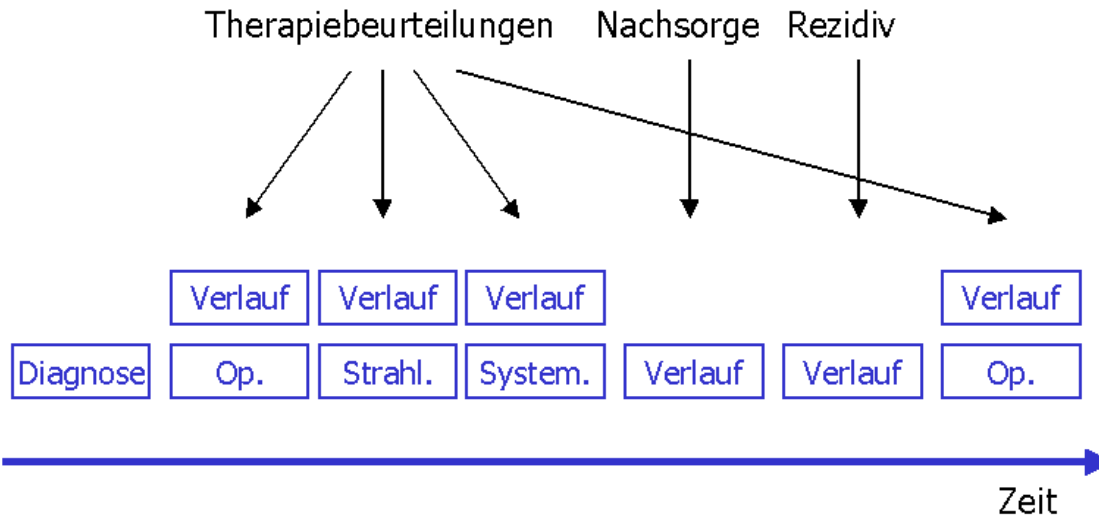 Therapiebeurteilungen Nachsorge Rezidiv
Verlauf Verlauf Verlauf Verlauf
Diagnose Op. Strahl. System. Verlauf Verlauf Op.
Zeit